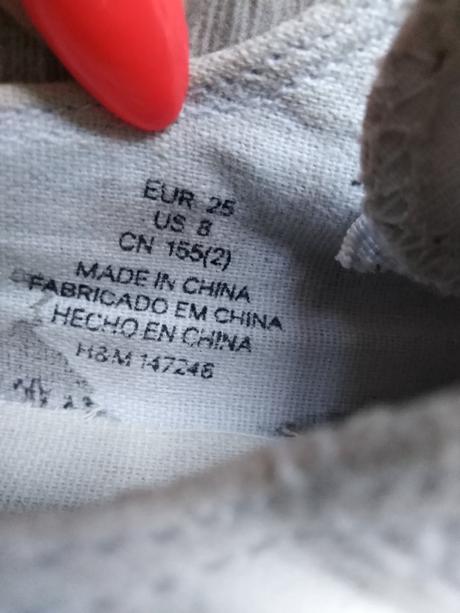 EUR 25
US 8
CN 155(2)
MADE IN CHINA
FABRICADO EM CHINA
HECHO EN CHINA
H&M 147246